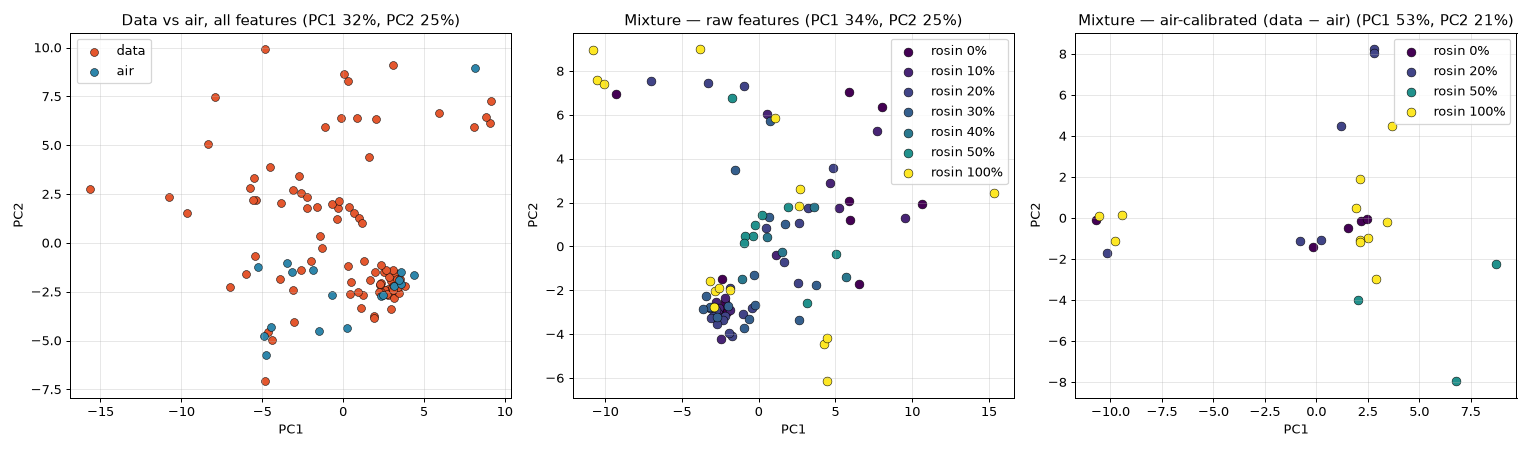 Data vs air, all features (PC1 32%, PC2 25%)
data
air
10.0
7.5
5.0
2.5
0.0
−2.5
−5.0
−7.5
PC2
−15
−10
−5
0
5
10
PC1
Mixture — raw features (PC1 34%, PC2 25%)
rosin 0%
rosin 10%
rosin 20%
rosin 30%
rosin 40%
rosin 50%
rosin 100%
8
6
4
2
0
−2
−4
−6
PC2
−10
−5
0
5
10
15
PC1
Mixture — air-calibrated (data − air) (PC1 53%, PC2 21%)
rosin 0%
rosin 20%
rosin 50%
rosin 100%
8
6
4
2
0
−2
−4
−6
−8
PC2
−10.0
−7.5
−5.0
−2.5
0.0
2.5
5.0
7.5
PC1